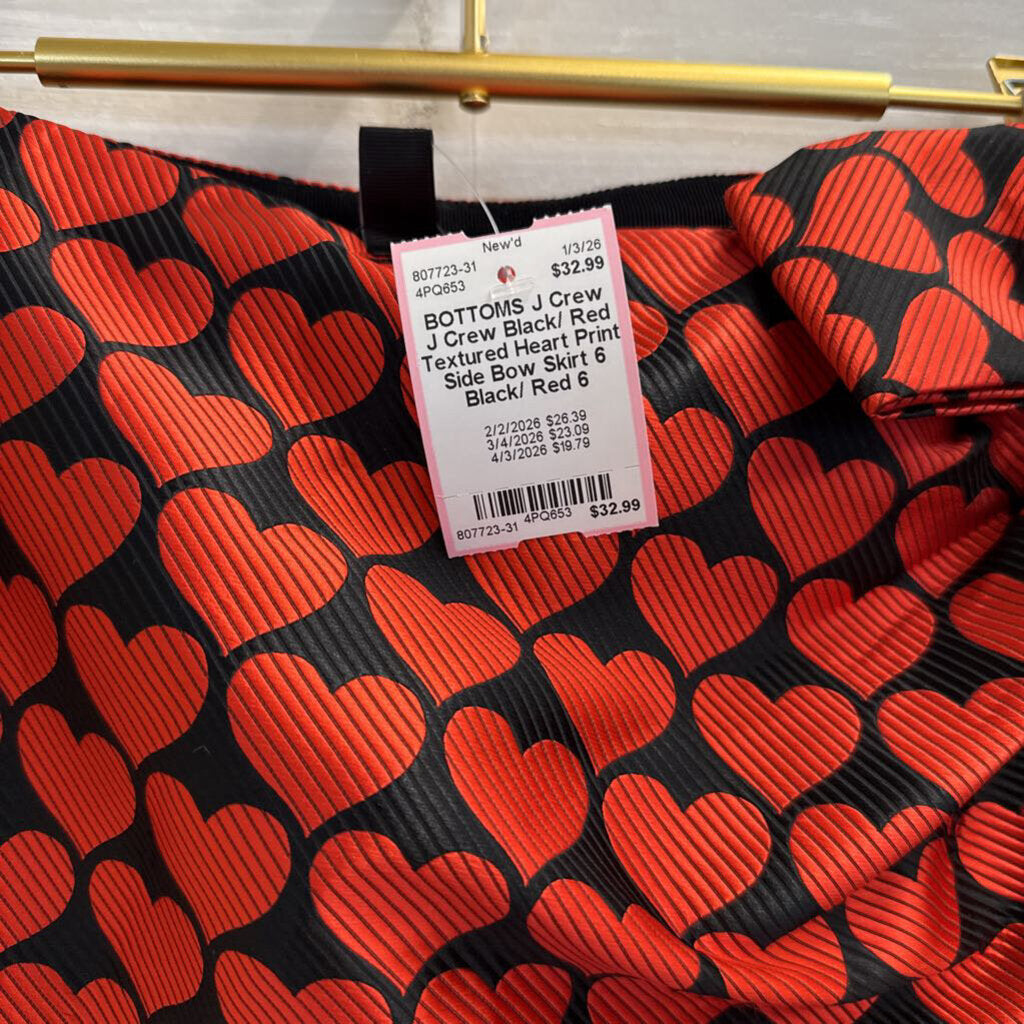 New'd
807723-31 1/3/26
4PQ653 $32.99
BOTTOMS J Crew
J Crew Black/ Red
Textured Heart Print
Side Bow Skirt 6
Black/ Red 6
2/2/2026 $26.39
3/4/2026 $23.09
4/3/2026 $19.79
807723-31 4PQ653 $32.99